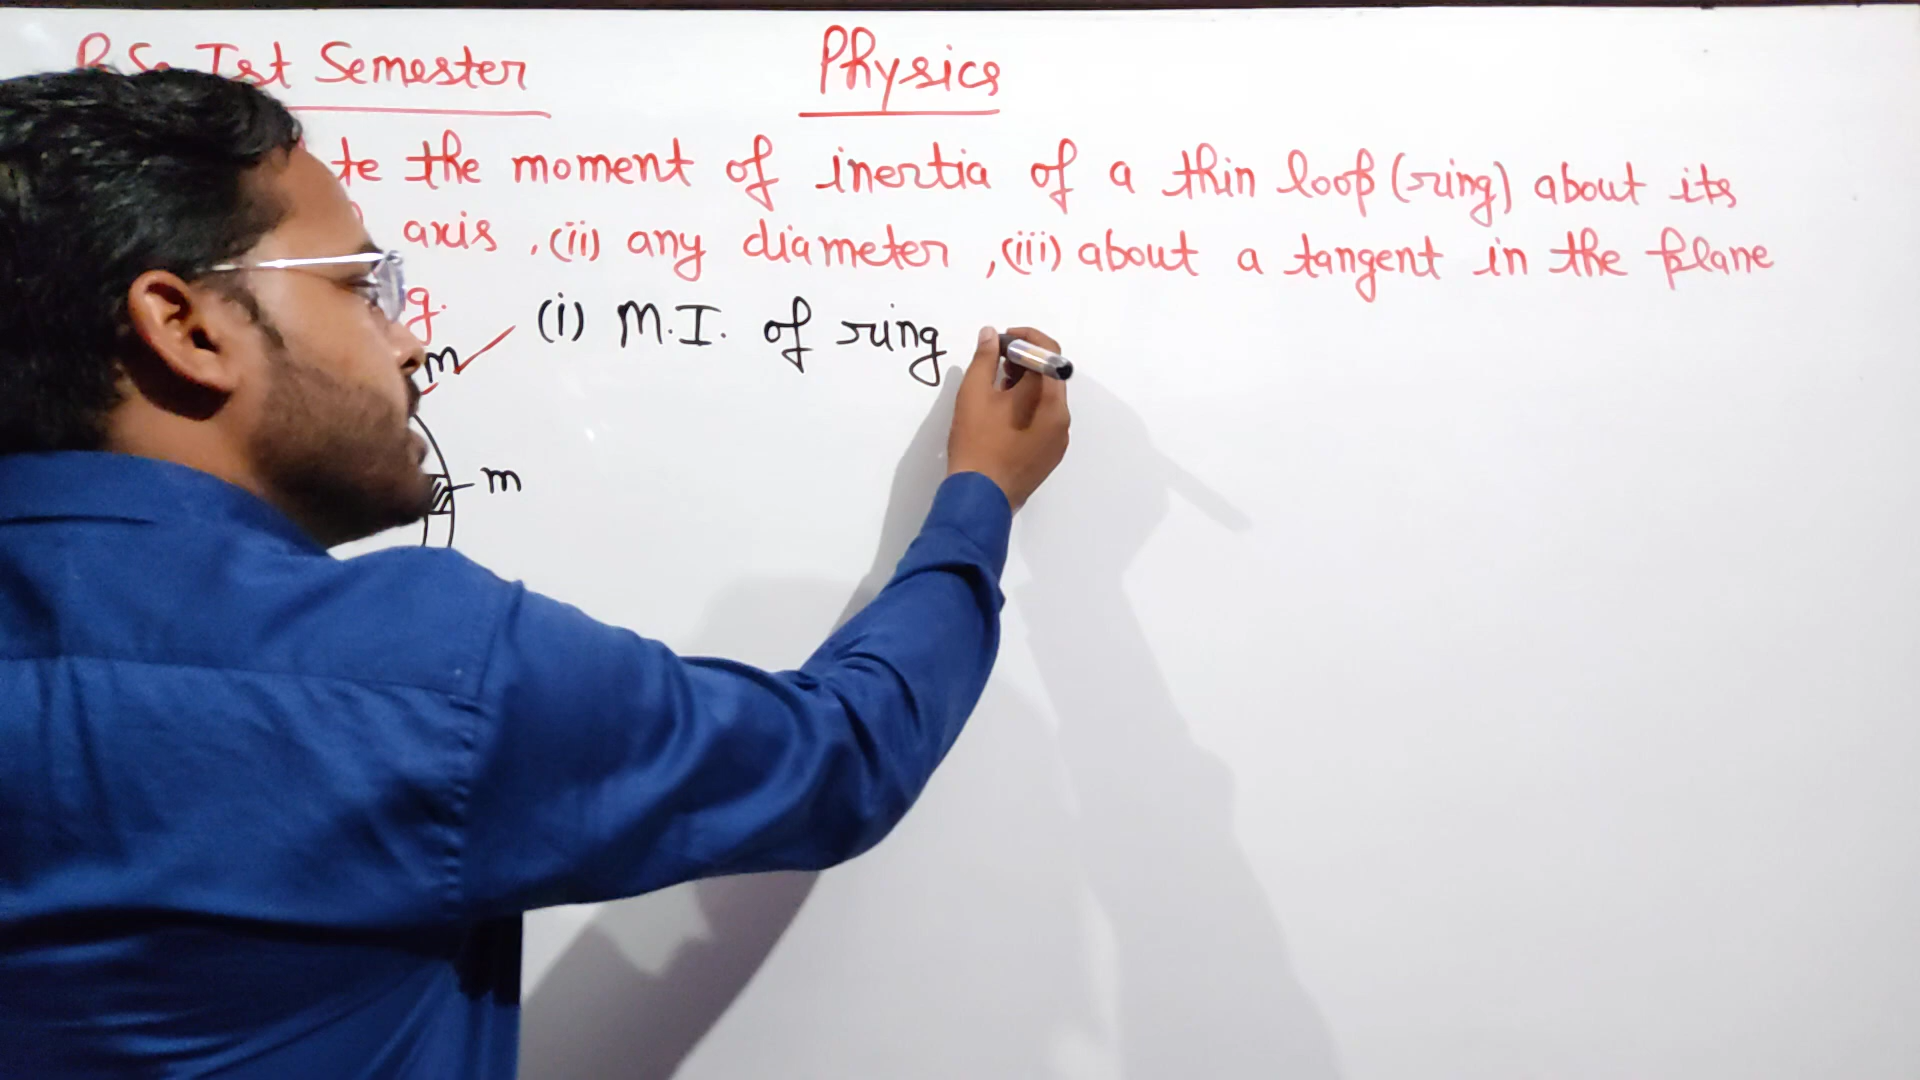 B.Sc Ist Semester Physics
te the moment of inertia of a thin loop (ring) about its
axis, (ii) any diameter, (iii) about a tangent in the plane
g.
(i) M.I. of ring
m
m